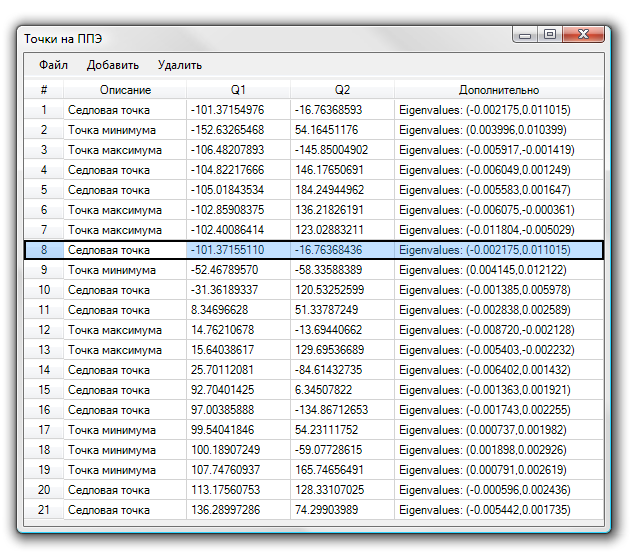 Точки на ППЭ
Файл Добавить Удалить
# Описание Q1 Q2 Дополнительно
1 Седловая точка -101.37154976 -16.76368593 Eigenvalues: (-0.002175,0.011015)
2 Точка минимума -152.63265468 54.16451176 Eigenvalues: (0.003996,0.010399)
3 Точка максимума -106.48207893 -145.85004902 Eigenvalues: (-0.005917,-0.001419)
4 Седловая точка -104.82217666 146.17650691 Eigenvalues: (-0.006049,0.001249)
5 Седловая точка -105.01843534 184.24944962 Eigenvalues: (-0.005583,0.001647)
6 Точка максимума -102.85908375 136.21826191 Eigenvalues: (-0.006075,-0.000361)
7 Точка максимума -102.40086414 123.02883211 Eigenvalues: (-0.011804,-0.005029)
8 Седловая точка -101.37155110 -16.76368436 Eigenvalues: (-0.002175,0.011015)
9 Точка минимума -52.46789570 -58.33588389 Eigenvalues: (0.004145,0.012122)
10 Седловая точка -31.36189337 120.53252599 Eigenvalues: (-0.001385,0.005978)
11 Седловая точка 8.34696628 51.33787249 Eigenvalues: (-0.002838,0.002589)
12 Точка максимума 14.76210678 -13.69440662 Eigenvalues: (-0.008720,-0.002128)
13 Точка максимума 15.64038617 129.69536689 Eigenvalues: (-0.005403,-0.002232)
14 Седловая точка 25.70112081 -84.61432735 Eigenvalues: (-0.006402,0.001432)
15 Седловая точка 92.70401425 6.34507822 Eigenvalues: (-0.001363,0.001921)
16 Седловая точка 97.00385888 -134.86712653 Eigenvalues: (-0.001743,0.002255)
17 Точка минимума 99.54041846 54.23111752 Eigenvalues: (0.000737,0.001982)
18 Точка минимума 100.18907249 -59.07728615 Eigenvalues: (0.001898,0.002926)
19 Точка минимума 107.74760937 165.74656491 Eigenvalues: (0.000791,0.002619)
20 Седловая точка 113.17560753 128.33107025 Eigenvalues: (-0.000596,0.002436)
21 Седловая точка 136.28997286 74.29903989 Eigenvalues: (-0.005442,0.001735)